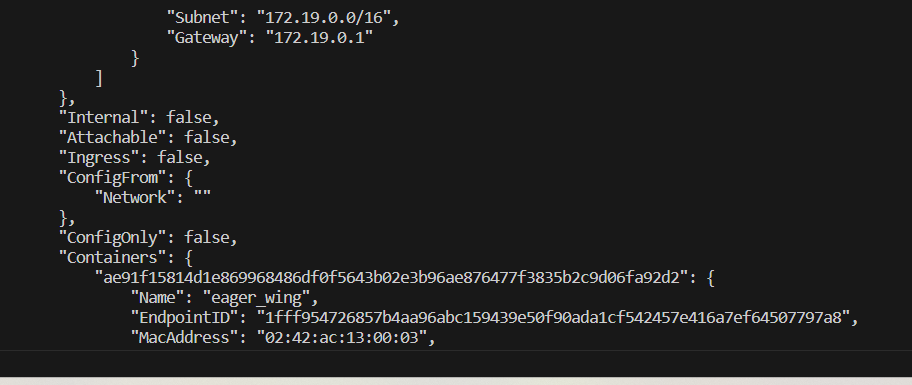 "Subnet": "172.19.0.0/16",
"Gateway": "172.19.0.1"
}
]
},
"Internal": false,
"Attachable": false,
"Ingress": false,
"ConfigFrom": {
"Network": ""
},
"ConfigOnly": false,
"Containers": {
"ae91f15814d1e869968486df0f5643b02e3b96ae876477f3835b2c9d06fa92d2": {
"Name": "eager_wing",
"EndpointID": "1fff954726857b4aa96abc159439e50f90ada1cf542457e416a7ef64507797a8",
"MacAddress": "02:42:ac:13:00:03",